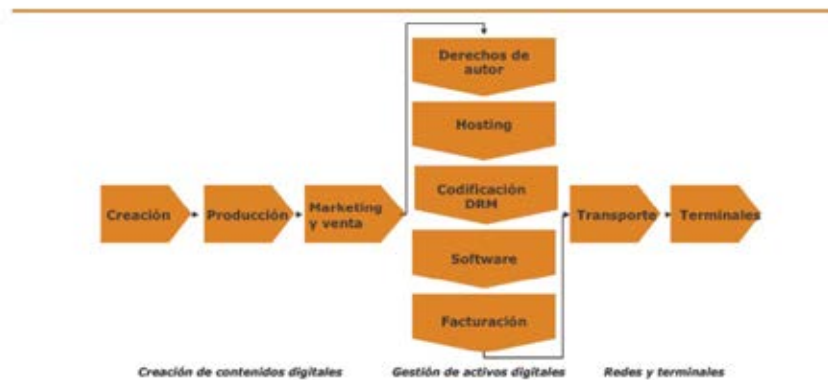 Creación
Producción
Marketing
y venta
Derechos de
autor
Hosting
Codificación
DRM
Software
Facturación
Transporte
Terminales
Creación de contenidos digitales
Gestión de activos digitales
Redes y terminales